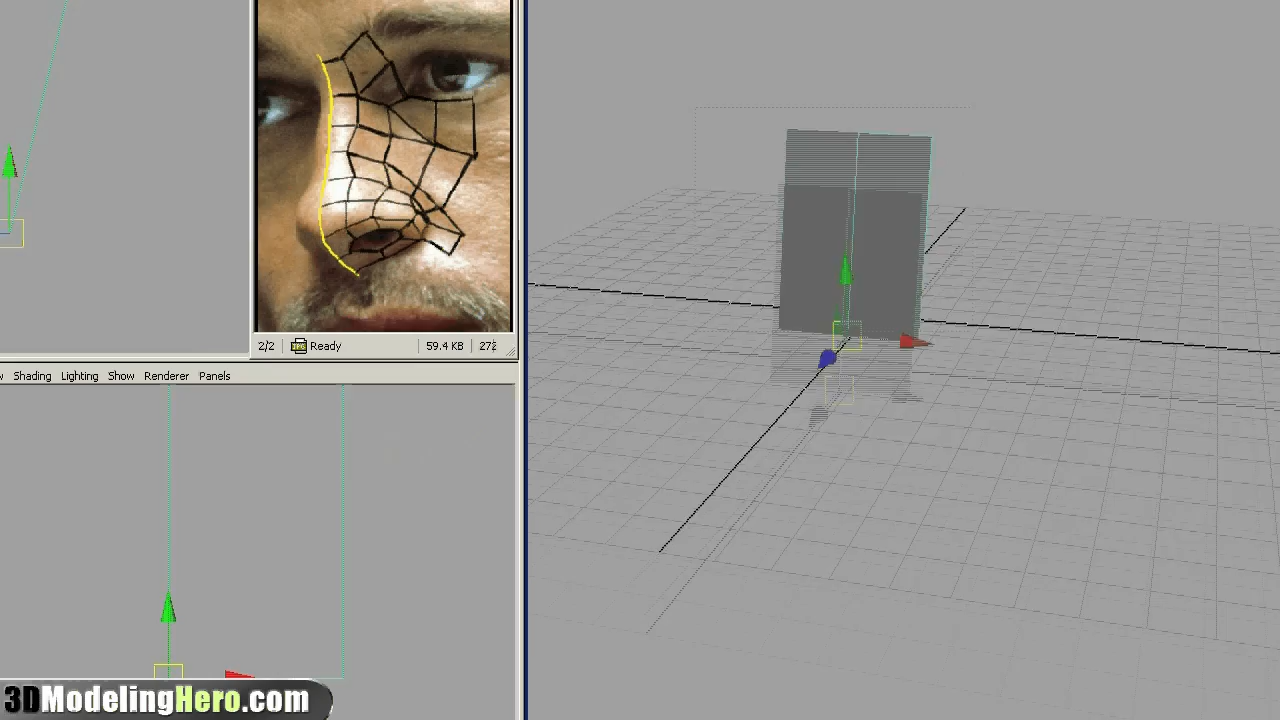 2/2 Ready 59.4 KB
Shading Lighting Show Renderer Panels
3DModelingHero.com